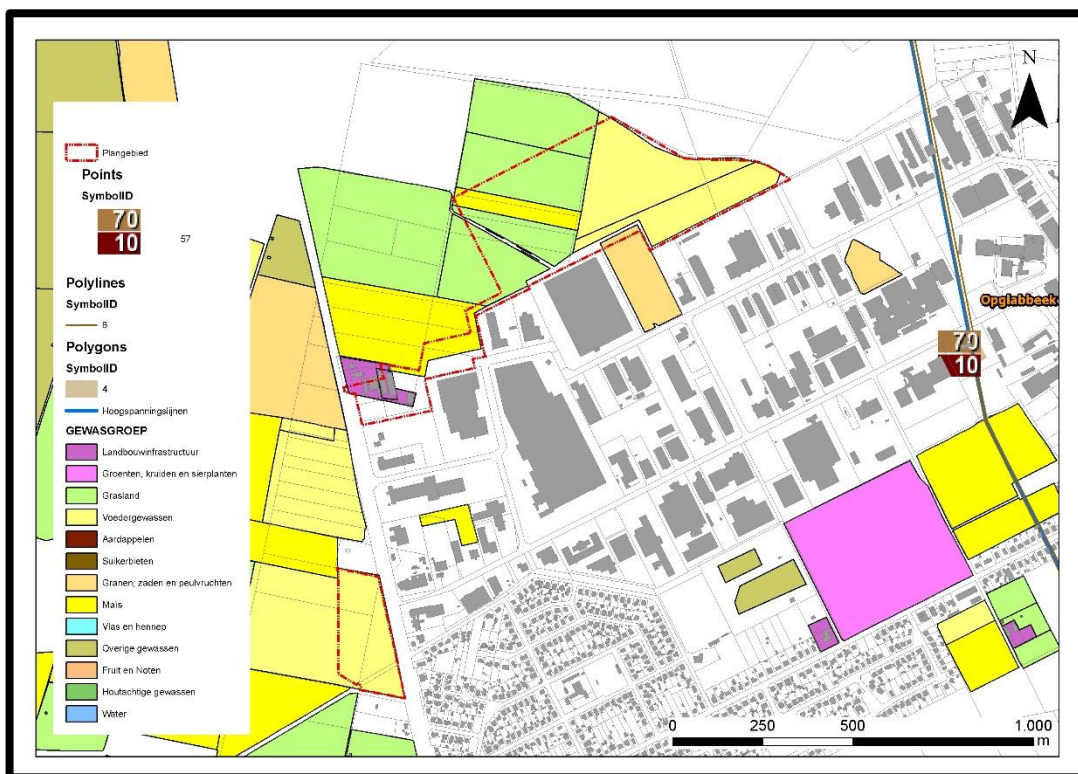 N
Plangebied
Points
SymbolID
70
10
57
Polylines
SymbolID
8
Polygons
SymbolID
4
Hoogspanningslijnen
GEWASGROEP
Landbouwinfrastructuur
Groenten, kruiden en sierplanten
Grasland
Voedergewassen
Aardappelen
Suikerbieten
Granen, zaden en peulvruchten
Maïs
Vlas en hennep
Overige gewassen
Fruit en Noten
Houtachtige gewassen
Water
Opglabbeek
70
10
0 250 500 1.000
m